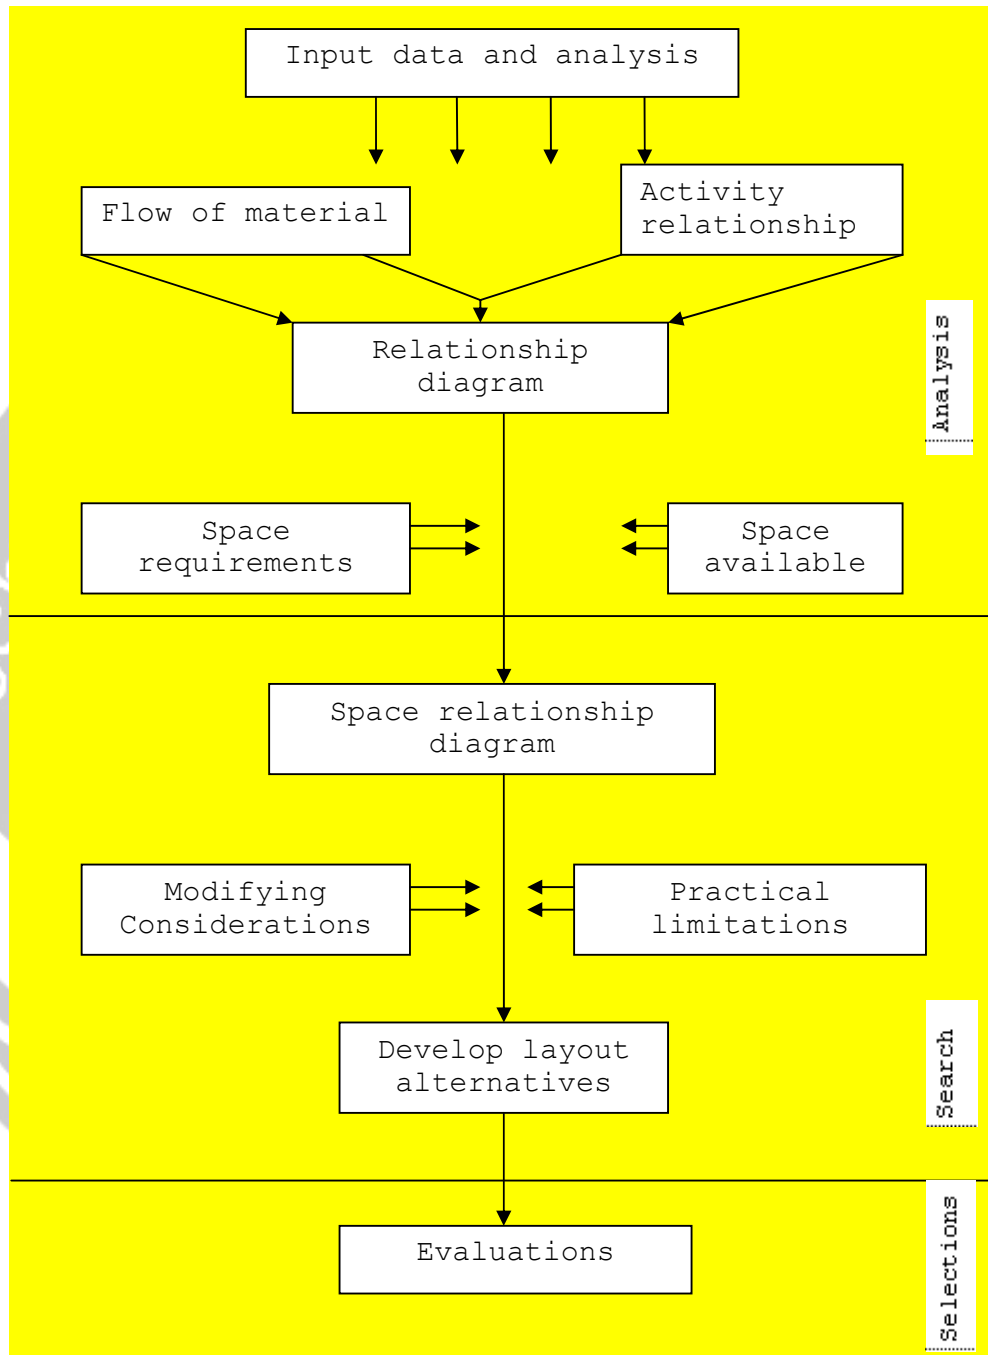 Input data and analysis
Flow of material
Activity
relationship
Relationship
diagram
Analysis
Space
requirements
Space
available
Space relationship
diagram
Modifying
Considerations
Practical
limitations
Develop layout
alternatives
Search
Evaluations
Selections